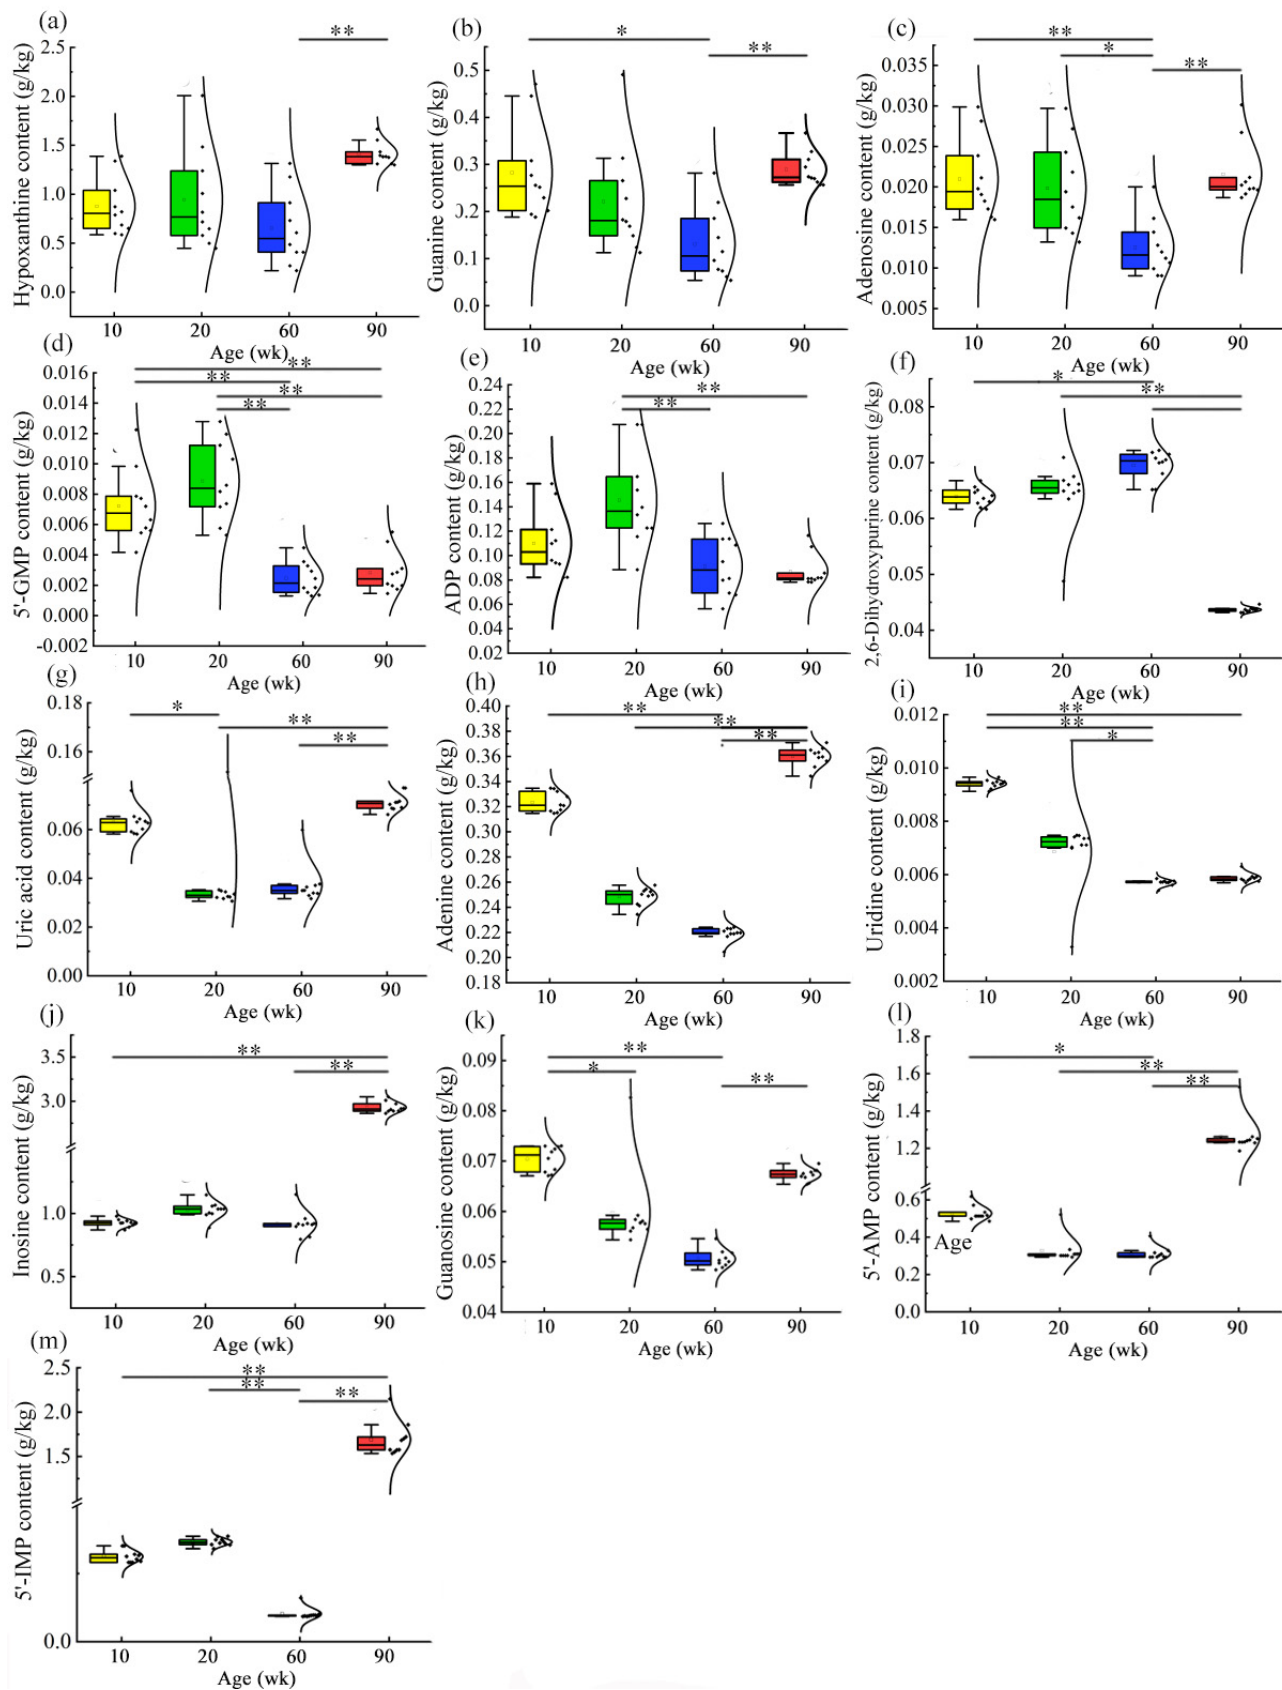 (a)
**
Hypoxanthine content (g/kg)
2.5
2.0
1.5
1.0
0.5
0.0
10 20 60 90
Age (wk)
(b)
*
**
Guanine content (g/kg)
0.5
0.4
0.3
0.2
0.1
0.0
10 20 60 90
Age (wk)
(c)
**
*
**
Adenosine content (g/kg)
0.035
0.030
0.025
0.020
0.015
0.010
0.005
10 20 60 90
Age (wk)
(d)
**
**
**
**
5'-GMP content (g/kg)
0.016
0.014
0.012
0.010
0.008
0.006
0.004
0.002
0.000
-0.002
10 20 60 90
Age (wk)
(e)
**
**
ADP content (g/kg)
0.24
0.22
0.20
0.18
0.16
0.14
0.12
0.10
0.08
0.06
0.04
0.02
10 20 60 90
Age (wk)
(f)
*
**
2,6-Dihydroxypurine content (g/kg)
0.08
0.07
0.06
0.05
0.04
10 20 60 90
Age (wk)
(g)
*
**
**
Uric acid content (g/kg)
0.18
0.16
0.06
0.04
0.02
0.00
10 20 60 90
Age (wk)
(h)
**
**
**
Adenine content (g/kg)
0.40
0.38
0.36
0.34
0.32
0.30
0.28
0.26
0.24
0.22
0.20
0.18
10 20 60 90
Age (wk)
(i)
**
**
*
Uridine content (g/kg)
0.012
0.010
0.008
0.006
0.004
0.002
10 20 60 90
Age (wk)
(j)
**
**
Inosine content (g/kg)
3.5
3.0
1.0
0.5
10 20 60 90
Age (wk)
(k)
**
*
**
Guanosine content (g/kg)
0.09
0.08
0.07
0.06
0.05
0.04
10 20 60 90
Age (wk)
(l)
*
**
**
5'-AMP content (g/kg)
1.8
1.6
1.4
1.2
0.6
0.4
0.2
0.0
Age
10 20 60 90
Age (wk)
(m)
**
**
**
5'-IMP content (g/kg)
2.5
2.0
1.5
0.0
10 20 60 90
Age (wk)